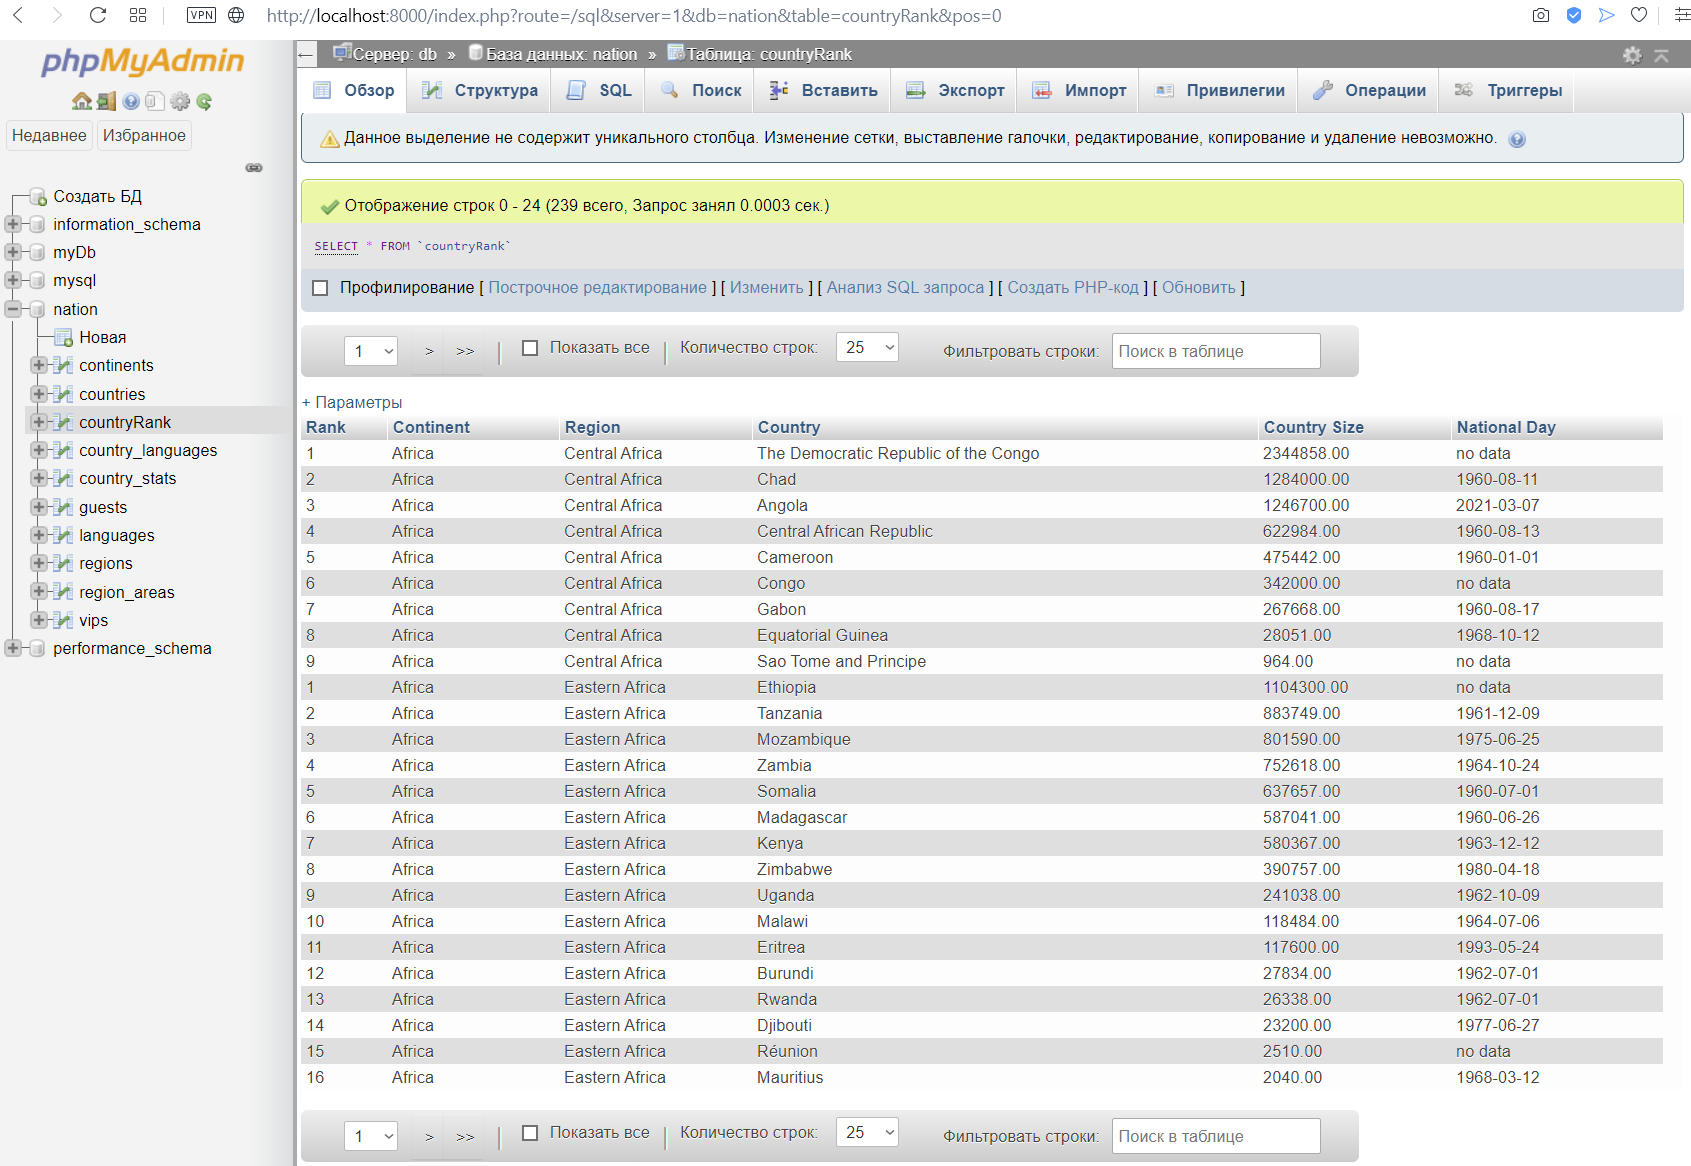 VPN http://localhost:8000/index.php?route=/sql&server=1&db=nation&table=countryRank&pos=0
phpMyAdmin
Недавнее Избранное
Создать БД
information_schema
myDb
mysql
nation
Новая
continents
countries
countryRank
country_languages
country_stats
guests
languages
regions
region_areas
vips
performance_schema
Сервер: db » База данных: nation » Таблица: countryRank
Обзор Структура SQL Поиск Вставить Экспорт Импорт Привилегии Операции Триггеры
Данное выделение не содержит уникального столбца. Изменение сетки, выставление галочки, редактирование, копирование и удаление невозможно.
Отображение строк 0 - 24 (239 всего, Запрос занял 0.0003 сек.)
SELECT * FROM `countryRank`
Профилирование [ Построчное редактирование ] [ Изменить ] [ Анализ SQL запроса ] [ Создать PHP-код ] [ Обновить ]
1 > >> | Показать все | Количество строк: 25 Фильтровать строки: Поиск в таблице
+ Параметры
Rank Continent Region Country Country Size National Day
1 Africa Central Africa The Democratic Republic of the Congo 2344858.00 no data
2 Africa Central Africa Chad 1284000.00 1960-08-11
3 Africa Central Africa Angola 1246700.00 2021-03-07
4 Africa Central Africa Central African Republic 622984.00 1960-08-13
5 Africa Central Africa Cameroon 475442.00 1960-01-01
6 Africa Central Africa Congo 342000.00 no data
7 Africa Central Africa Gabon 267668.00 1960-08-17
8 Africa Central Africa Equatorial Guinea 28051.00 1968-10-12
9 Africa Central Africa Sao Tome and Principe 964.00 no data
1 Africa Eastern Africa Ethiopia 1104300.00 no data
2 Africa Eastern Africa Tanzania 883749.00 1961-12-09
3 Africa Eastern Africa Mozambique 801590.00 1975-06-25
4 Africa Eastern Africa Zambia 752618.00 1964-10-24
5 Africa Eastern Africa Somalia 637657.00 1960-07-01
6 Africa Eastern Africa Madagascar 587041.00 1960-06-26
7 Africa Eastern Africa Kenya 580367.00 1963-12-12
8 Africa Eastern Africa Zimbabwe 390757.00 1980-04-18
9 Africa Eastern Africa Uganda 241038.00 1962-10-09
10 Africa Eastern Africa Malawi 118484.00 1964-07-06
11 Africa Eastern Africa Eritrea 117600.00 1993-05-24
12 Africa Eastern Africa Burundi 27834.00 1962-07-01
13 Africa Eastern Africa Rwanda 26338.00 1962-07-01
14 Africa Eastern Africa Djibouti 23200.00 1977-06-27
15 Africa Eastern Africa Réunion 2510.00 no data
16 Africa Eastern Africa Mauritius 2040.00 1968-03-12
1 > >> | Показать все | Количество строк: 25 Фильтровать строки: Поиск в таблице